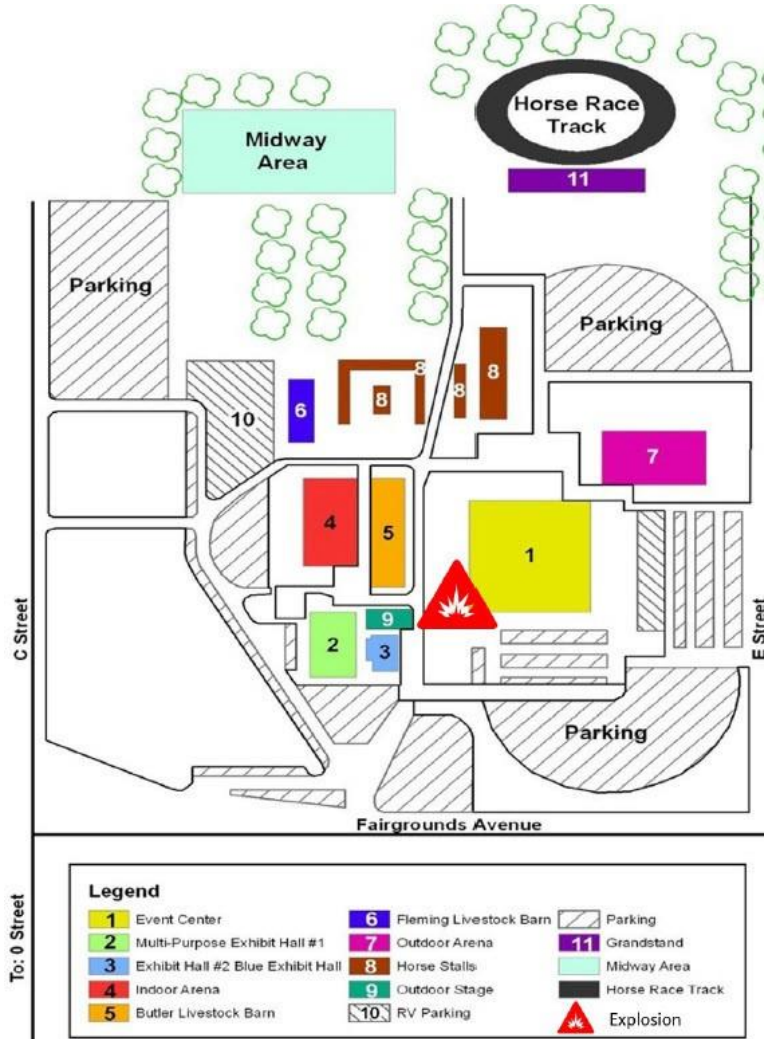 Horse Race
Track
Midway
Area
11
Parking
Parking
8
8
8
8
6
10
7
4
5
1
9
2
3
C Street
E Street
Parking
Fairgrounds Avenue
To: 0 Street
Legend
1 Event Center
2 Multi-Purpose Exhibit Hall #1
3 Exhibit Hall #2 Blue Exhibit Hall
4 Indoor Arena
5 Butler Livestock Barn
6 Fleming Livestock Barn
7 Outdoor Arena
8 Horse Stalls
9 Outdoor Stage
10 RV Parking
Parking
11 Grandstand
Midway Area
Horse Race Track
Explosion